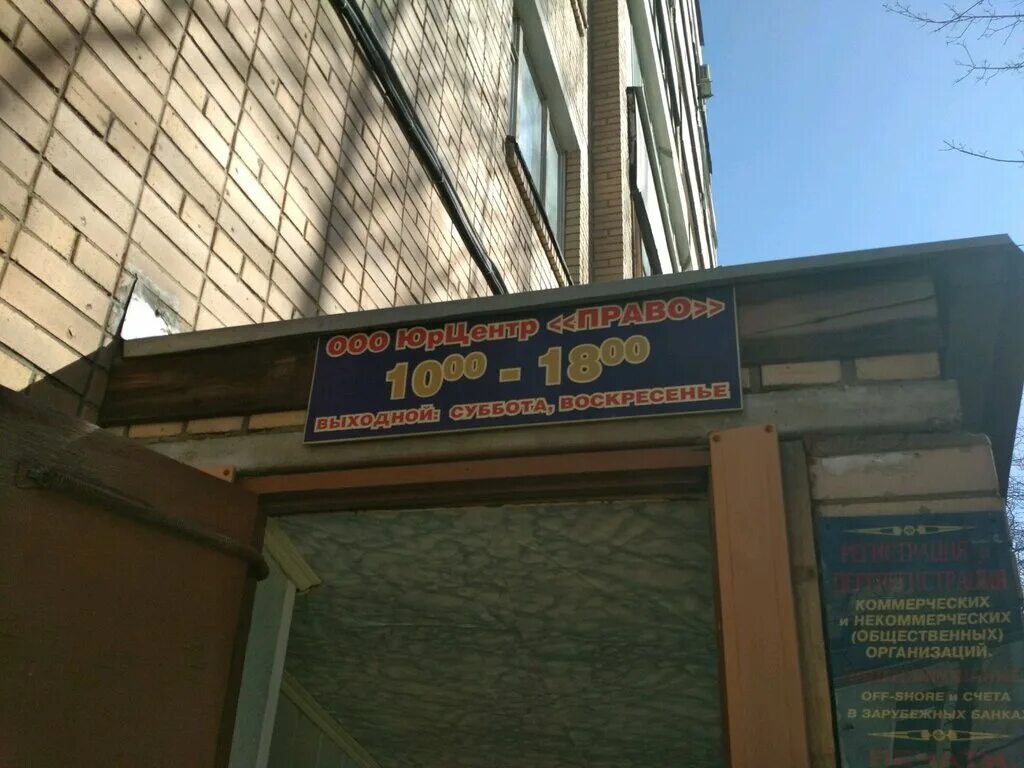 ООО ЮрЦентр <<ПРАВО>>
10⁰⁰ - 18⁰⁰
ВЫХОДНОЙ: СУББОТА, ВОСКРЕСЕНЬЕ
РЕГИСТРАЦИЯ и
ПЕРЕРЕГИСТРАЦИЯ
КОММЕРЧЕСКИХ
и НЕКОММЕРЧЕСКИХ
(ОБЩЕСТВЕННЫХ)
ОРГАНИЗАЦИЙ.
OFF-SHORE и СЧЕТА
В ЗАРУБЕЖНЫХ БАНКАХ